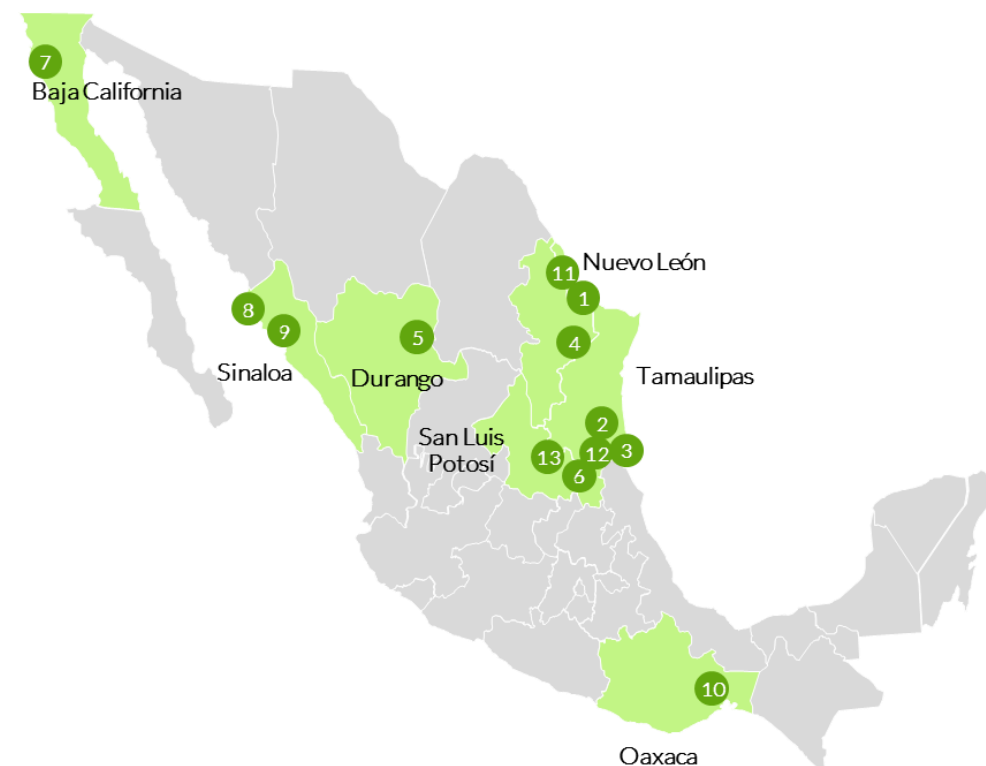 7
Baja California
11
Nuevo León
1
8
9
5
4
Sinaloa
Durango
Tamaulipas
2
San Luis
Potosí
13
12
3
6
10
Oaxaca